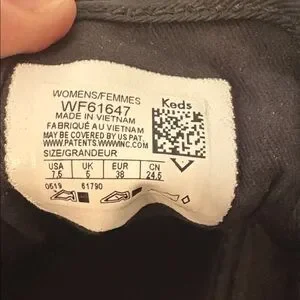 WOMENS/FEMMES
WF61647
Keds
MADE IN VIETNAM
FABRIQUÉ AU VIETNAM
MAY BE COVERED BY US PAT.
WWW.PATENTS.WWWINC.COM
SIZE/GRANDEUR
USA UK EUR CN
7.5 5 38 24.5
0619 61790